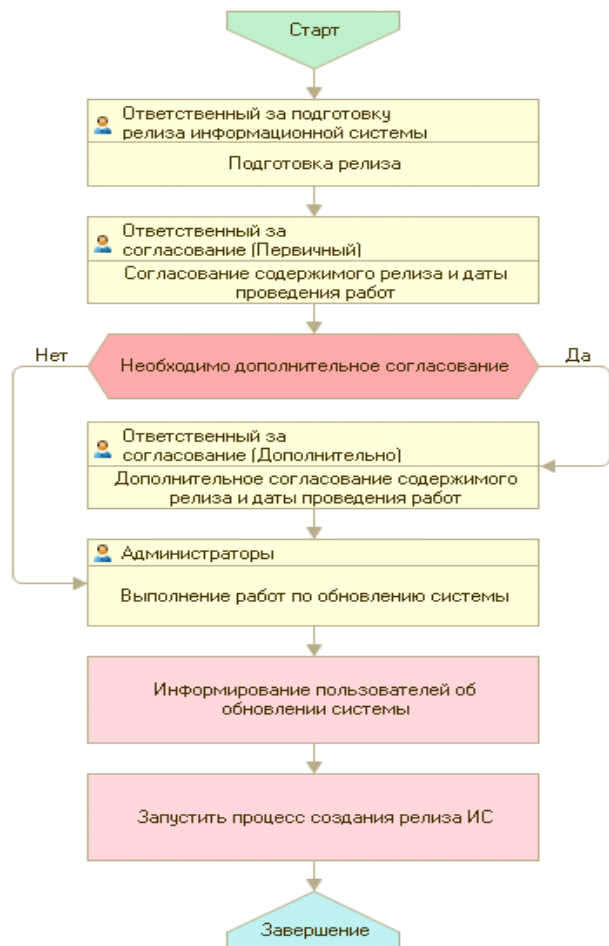 Старт
Ответственный за подготовку
релиза информационной системы
Подготовка релиза
Ответственный за
согласование (Первичный)
Согласование содержимого релиза и даты
проведения работ
Нет
Необходимо дополнительное согласование
Да
Ответственный за
согласование (Дополнительно)
Дополнительное согласование содержимого
релиза и даты проведения работ
Администраторы
Выполнение работ по обновлению системы
Информирование пользователей об
обновлении системы
Запустить процесс создания релиза ИС
Завершение